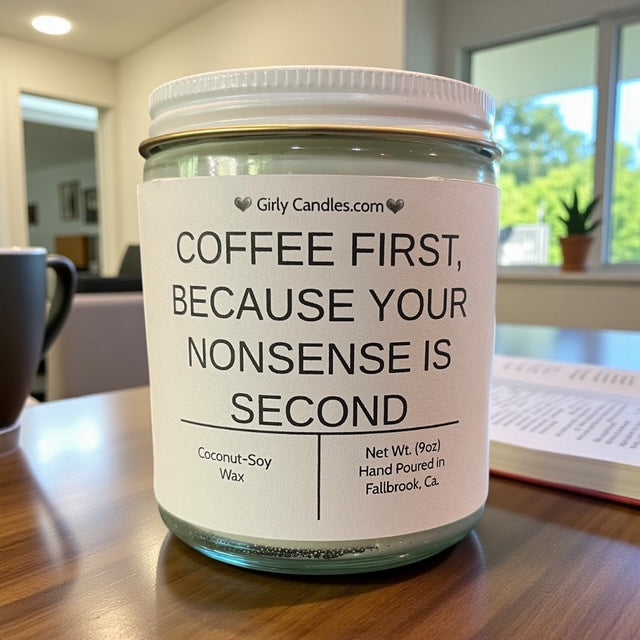 Girly Candles.com
COFFEE FIRST,
BECAUSE YOUR
NONSENSE IS
SECOND
Coconut-Soy
Wax
Net Wt. (9oz)
Hand Poured in
Fallbrook, Ca.